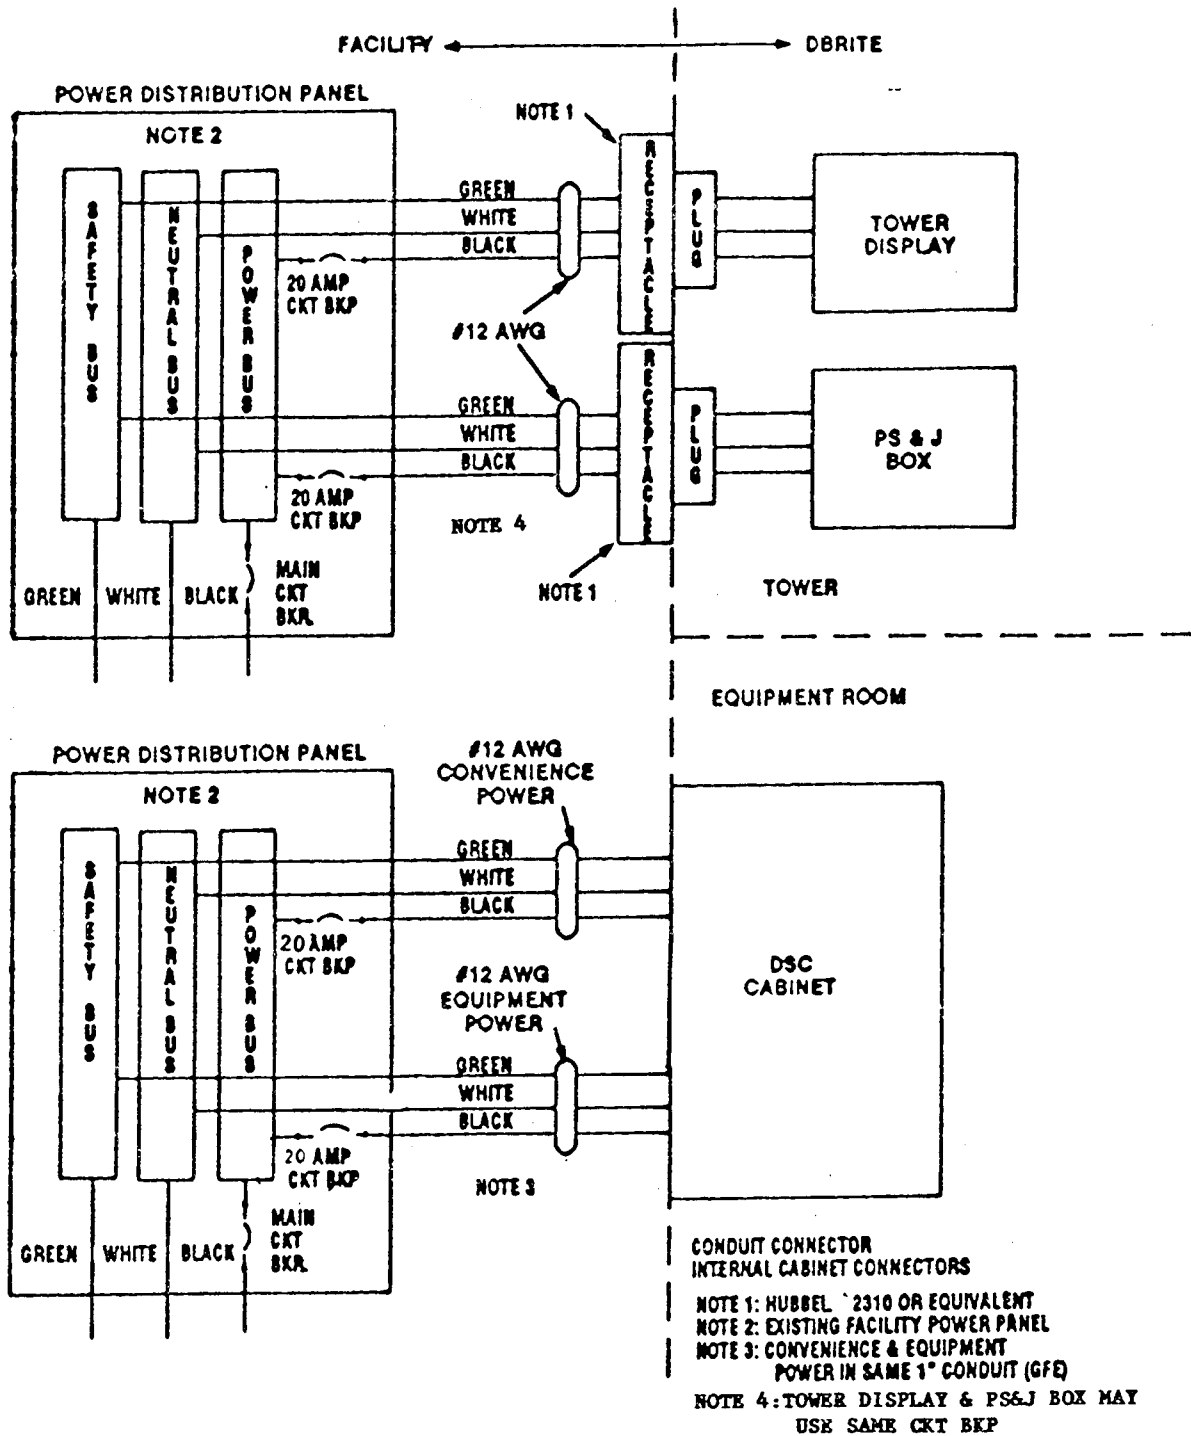 FACILITY
DBRITE
POWER DISTRIBUTION PANEL
NOTE 2
NOTE 1
SAFETY BUS
NEUTRAL BUS
POWER BUS
GREEN
WHITE
BLACK
20 AMP
CKT BKP
#12 AWG
RECEPTACLE
PLUG
TOWER
DISPLAY
GREEN
WHITE
BLACK
20 AMP
CKT BKP
NOTE 4
RECEPTACLE
PLUG
PS & J
BOX
NOTE 1
GREEN
WHITE
BLACK
MAIN
CKT
BKR.
TOWER
EQUIPMENT ROOM
POWER DISTRIBUTION PANEL
NOTE 2
SAFETY BUS
NEUTRAL BUS
POWER BUS
#12 AWG
CONVENIENCE
POWER
GREEN
WHITE
BLACK
20 AMP
CKT BKP
#12 AWG
EQUIPMENT
POWER
GREEN
WHITE
BLACK
20 AMP
CKT BKP
NOTE 3
DSC
CABINET
GREEN
WHITE
BLACK
MAIN
CKT
BKR.
CONDUIT CONNECTOR
INTERNAL CABINET CONNECTORS
NOTE 1: HUBBEL `2310 OR EQUIVALENT
NOTE 2: EXISTING FACILITY POWER PANEL
NOTE 3: CONVENIENCE & EQUIPMENT
POWER IN SAME 1" CONDUIT (GFE)
NOTE 4:TOWER DISPLAY & PS&J BOX MAY
USE SAME CKT BKP